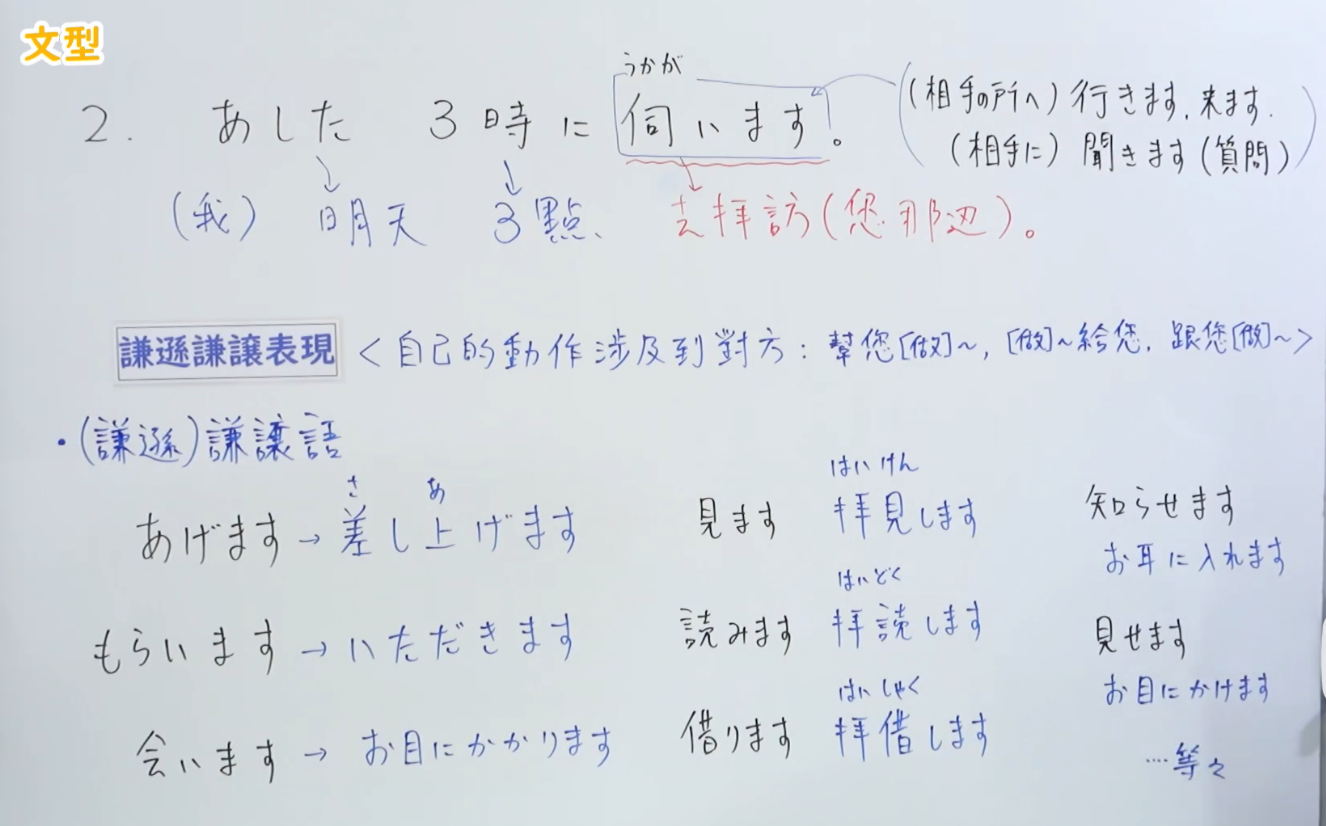 文型
うかが
2. あした 3時に伺います。
(相手の所へ) 行きます、来ます.
(相手に) 聞きます (質問)
(我) 明天 3點、 去拜訪(您那辺)。
謙遜謙譲表現 <自己的動作涉及到對方: 幫您[做]~, [做]~給您, 跟您[做]~>
・(謙遜)謙譲語
さ あ
あげます → 差し上げます
もらいます → いただきます
会います → お目にかかります
はいけん
見ます 拝見します
はいどく
読みます 拝読します
はいしゃく
借ります 拝借します
知らせます
お耳に入れます
見せます
お目にかけます
…等々